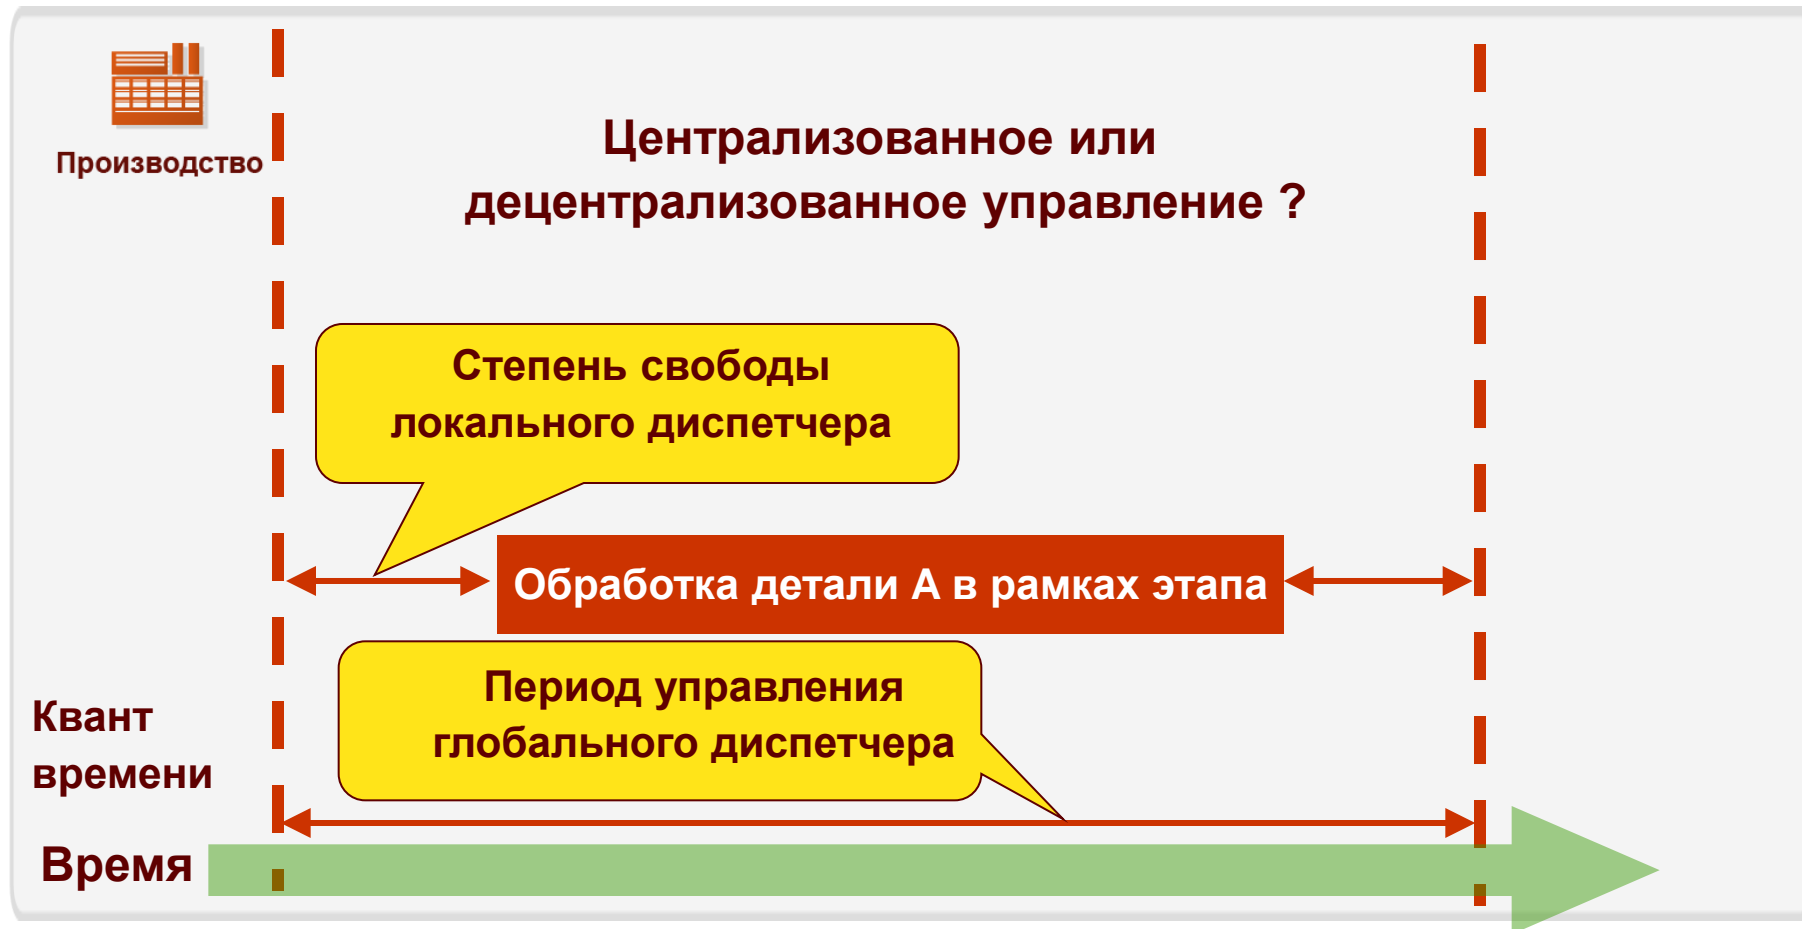 Производство
Централизованное или
децентрализованное управление ?
Степень свободы
локального диспетчера
Обработка детали А в рамках этапа
Период управления
глобального диспетчера
Квант
времени
Время